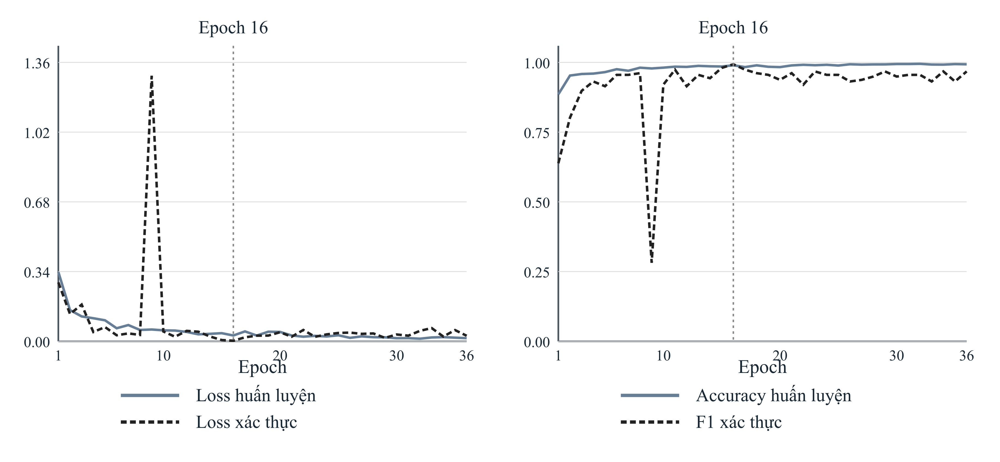 Epoch 16
1.36
1.02
0.68
0.34
0.00
1 10 20 30 36
Epoch
Loss huấn luyện
Loss xác thực
Epoch 16
1.00
0.75
0.50
0.25
0.00
1 10 20 30 36
Epoch
Accuracy huấn luyện
F1 xác thực